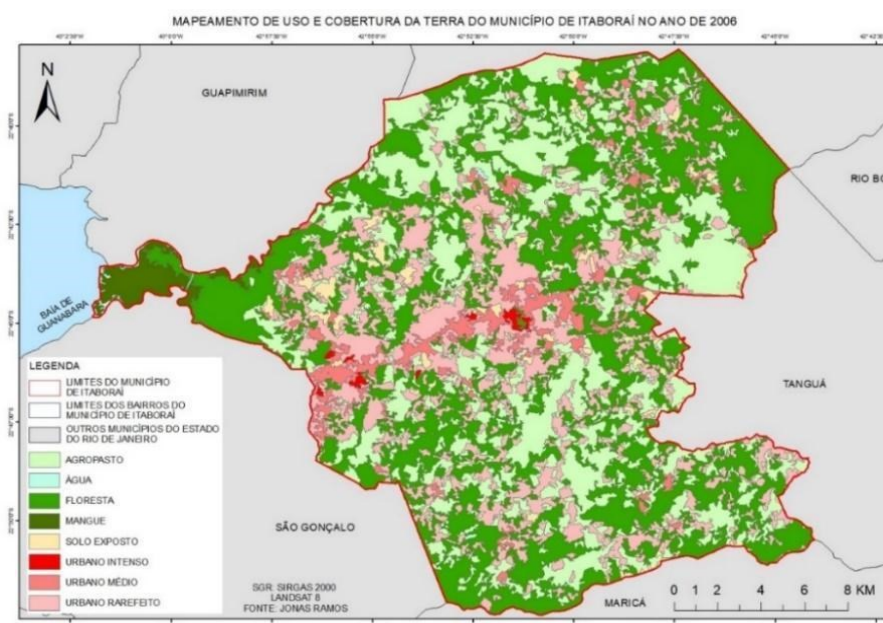 MAPEAMENTO DE USO E COBERTURA DA TERRA DO MUNICÍPIO DE ITABORAÍ NO ANO DE 2006
N
GUAPIMIRIM
RIO BO
BAÍA DE
GUANABARA
TANGUÁ
LEGENDA
LIMITES DO MUNICÍPIO
DE ITABORAÍ
LIMITES DOS BAIRROS DO
MUNICÍPIO DE ITABORAÍ
OUTROS MUNICÍPIOS DO ESTADO
DO RIO DE JANEIRO
AGROPASTO
ÁGUA
FLORESTA
MANGUE
SOLO EXPOSTO
URBANO INTENSO
URBANO MÉDIO
URBANO RAREFEITO
SÃO GONÇALO
SGR: SIRGAS 2000
LANDSAT 8
FONTE: JONAS RAMOS
MARICÁ
0 1 2 4 6 8 KM